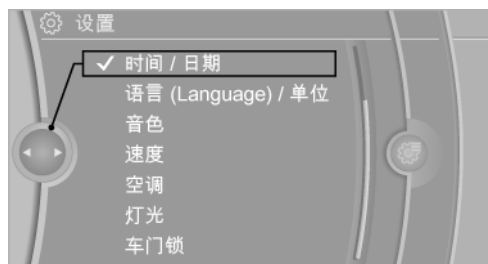 设置
时间 / 日期
语言 (Language) / 单位
音色
速度
空调
灯光
车门锁